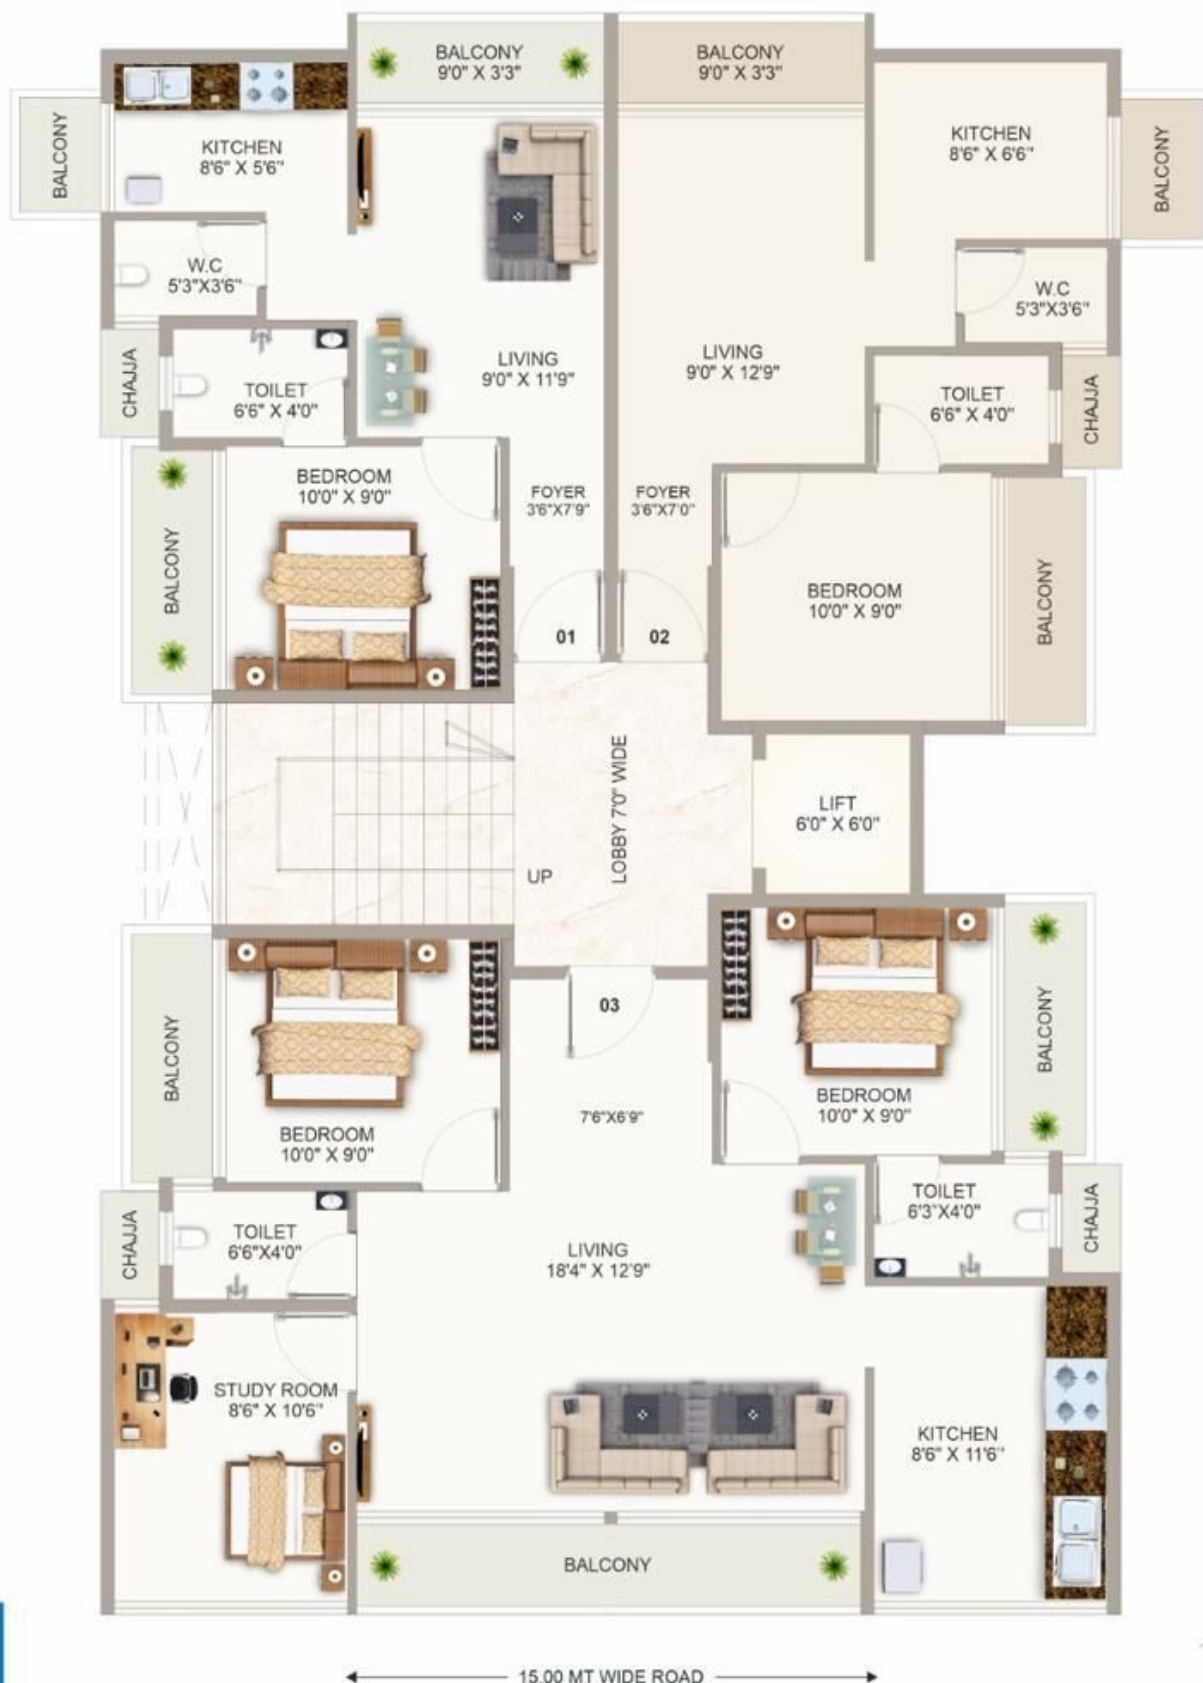 BALCONY
9'0" X 3'3"
BALCONY
9'0" X 3'3"
BALCONY
KITCHEN
8'6" X 5'6"
KITCHEN
8'6" X 6'6"
BALCONY
W.C
5'3"X3'6"
W.C
5'3"X3'6"
CHAJJA
TOILET
6'6" X 4'0"
LIVING
9'0" X 11'9"
LIVING
9'0" X 12'9"
TOILET
6'6" X 4'0"
CHAJJA
BEDROOM
10'0" X 9'0"
FOYER
3'6"X7'9"
FOYER
3'6"X7'0"
BALCONY
BEDROOM
10'0" X 9'0"
BALCONY
01
02
LOBBY 7'0" WIDE
LIFT
6'0" X 6'0"
UP
03
BALCONY
BALCONY
BEDROOM
10'0" X 9'0"
7'6"X6'9"
BEDROOM
10'0" X 9'0"
CHAJJA
TOILET
6'6"X4'0"
LIVING
18'4" X 12'9"
TOILET
6'3"X4'0"
CHAJJA
STUDY ROOM
8'6" X 10'6"
KITCHEN
8'6" X 11'6"
BALCONY
15.00 MT WIDE ROAD